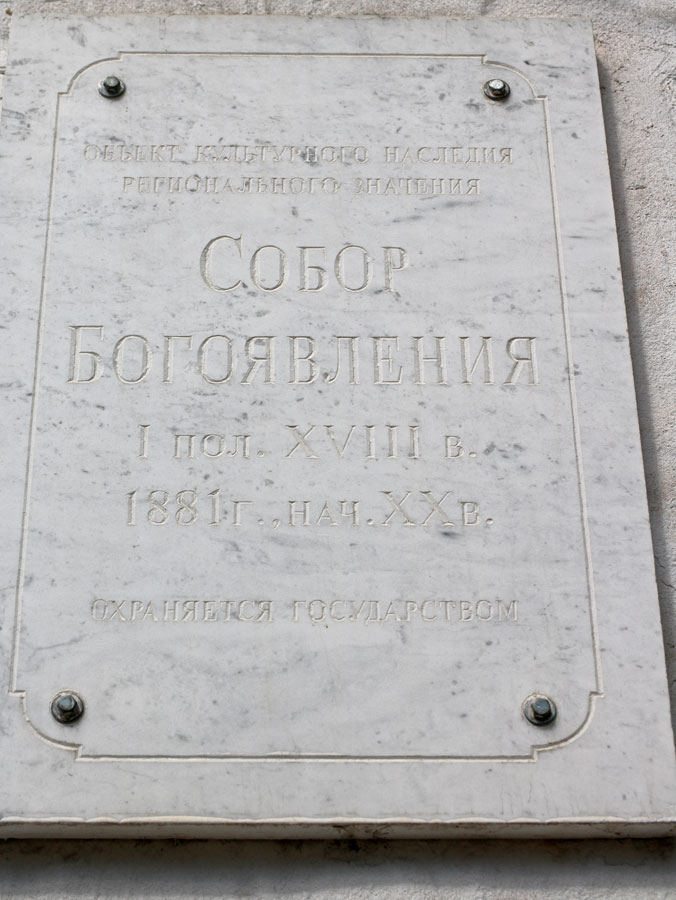 ОБЪЕКТ КУЛЬТУРНОГО НАСЛЕДИЯ
РЕГИОНАЛЬНОГО ЗНАЧЕНИЯ
СОБОР
БОГОЯВЛЕНИЯ
I ПОЛ. XVIII В.
1881Г., НАЧ. XXВ.
ОХРАНЯЕТСЯ ГОСУДАРСТВОМ